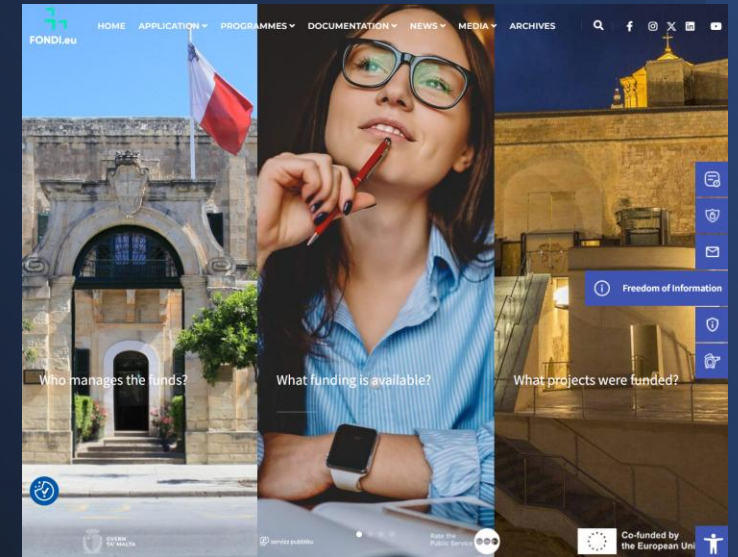 FONDI.eu
HOME APPLICATION PROGRAMMES DOCUMENTATION NEWS MEDIA ARCHIVES
Freedom of Information
Who manages the funds?
What funding is available?
What projects were funded?
GVERN
TA' MALTA
servizz pubbliku
Rate the
Public Service
Co-funded by
the European Uni